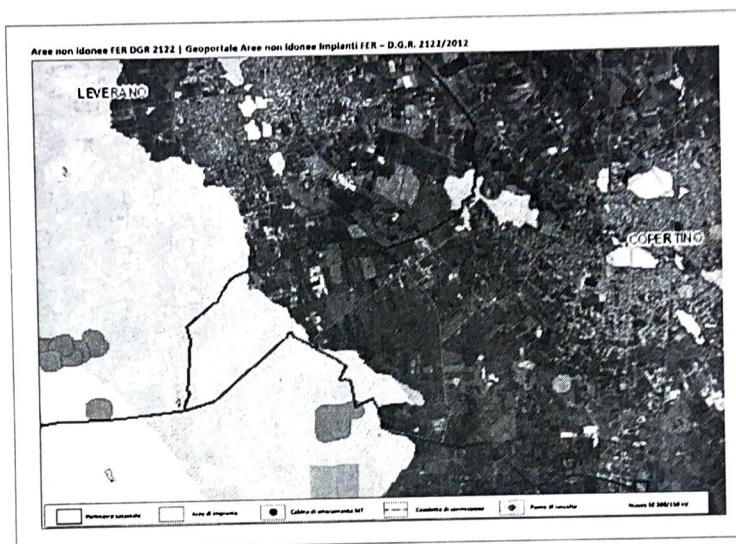 Aree non idonee FER DGR 2122 | Geoportale Aree non Idonee Impianti FER – D.G.R. 2122/2012
LEVERANO
COPERTINO
Perimetro catastale
Area di impianto
Cabina di smistamento MT
Cavidotto di connessione
Punto di raccolta
Nuova SE 380/150 kV